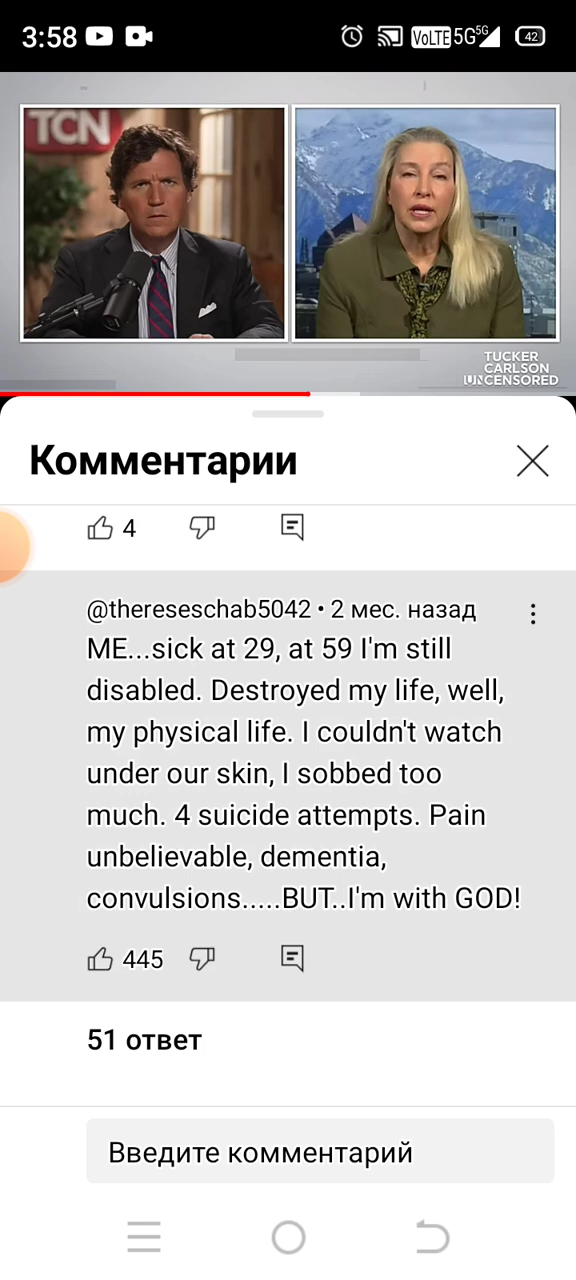 3:58
VoLTE 5G 5G 42
TCN
TUCKER
CARLSON
UNCENSORED
Комментарии
4
@thereseschab5042 • 2 мес. назад
ME...sick at 29, at 59 I'm still
disabled. Destroyed my life, well,
my physical life. I couldn't watch
under our skin, I sobbed too
much. 4 suicide attempts. Pain
unbelievable, dementia,
convulsions.....BUT..I'm with GOD!
445
51 ответ
Введите комментарий